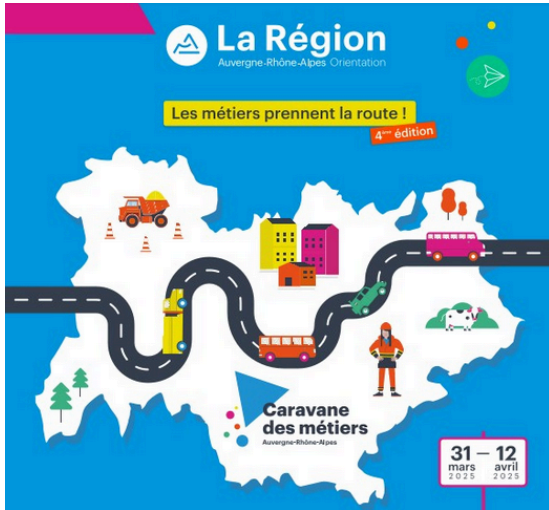 La Région
Auvergne-Rhône-Alpes Orientation
Les métiers prennent la route !
4ème édition
Caravane
des métiers
Auvergne-Rhône-Alpes
31 – 12
mars avril
2025 2025